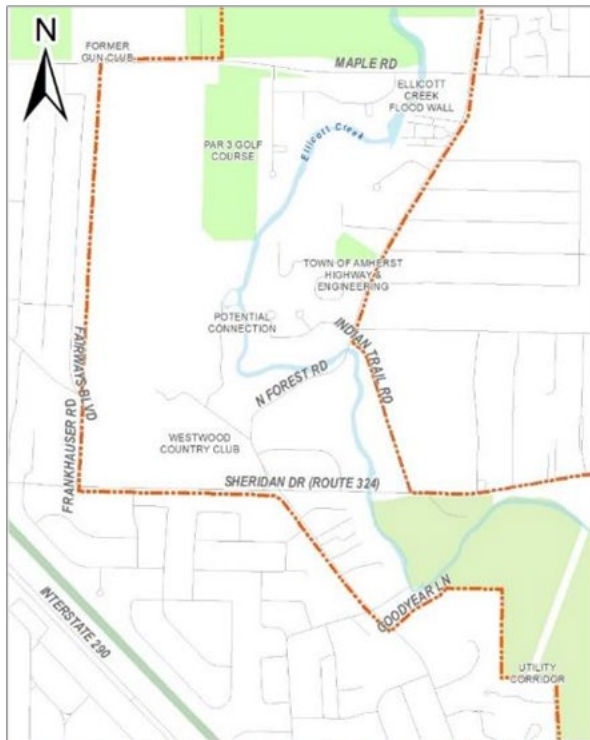 N
FORMER
GUN CLUB
MAPLE RD
ELLICOTT
CREEK
FLOOD WALL
Ellicott Creek
PAR 3 GOLF
COURSE
TOWN OF AMHERST
HIGHWAY &
ENGINEERING
POTENTIAL
CONNECTION
INDIAN TRAIL RD
FAIRWAYS BLVD
N FOREST RD
FRANKHAUSER RD
WESTWOOD
COUNTRY CLUB
SHERIDAN DR (ROUTE 324)
GOODYEAR LN
INTERSTATE 290
UTILITY
CORRIDOR